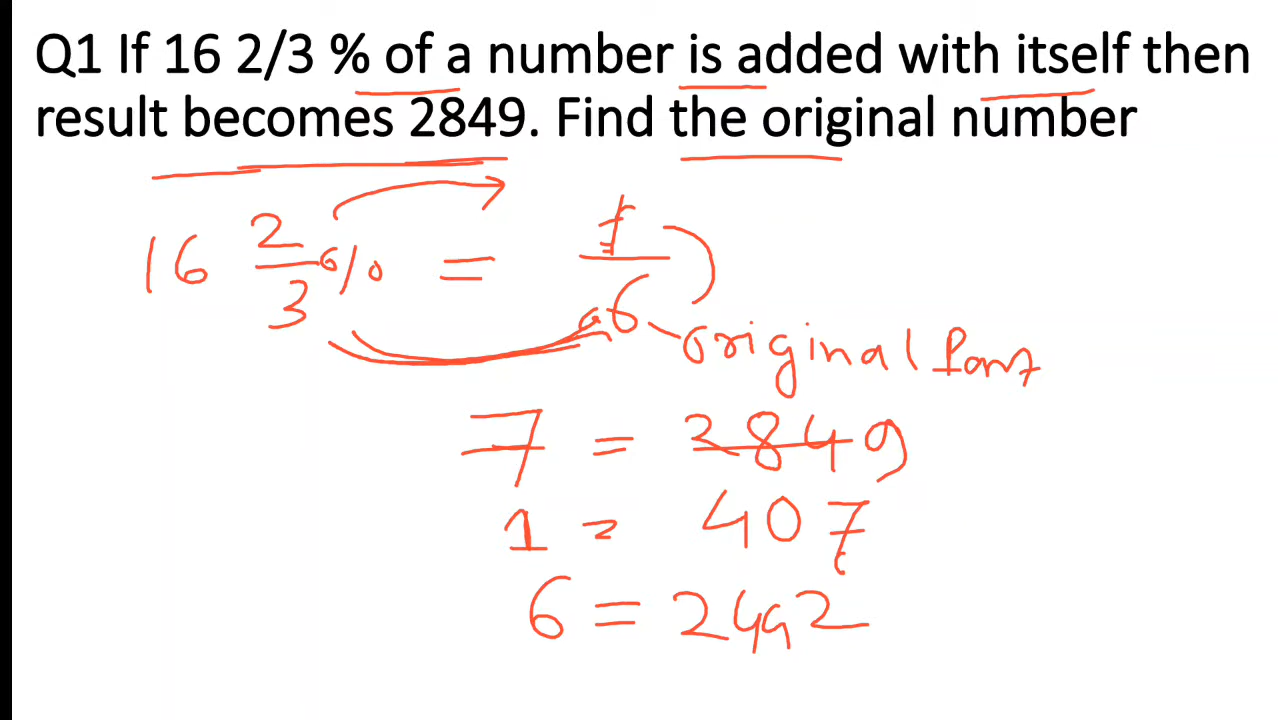 Q1 If 16 2/3 % of a number is added with itself then
result becomes 2849. Find the original number
16 2/3 % = 1/6
original Part
7 = 2849
1 = 407
6 = 2442